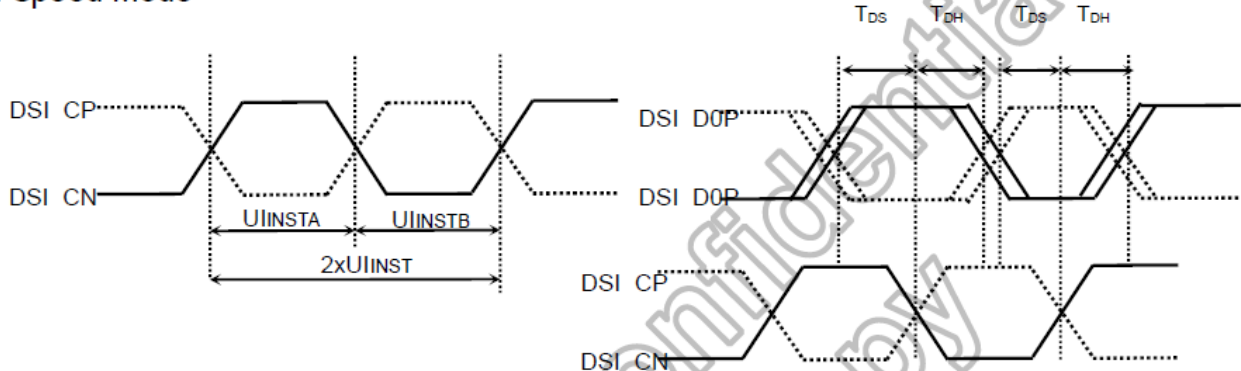 Speed Mode
DSI CP
DSI CN
UIINSTA
UIINSTB
2xUIINST
TDS
TDH
TDS
TDH
DSI D0P
DSI D0P
DSI CP
DSI CN